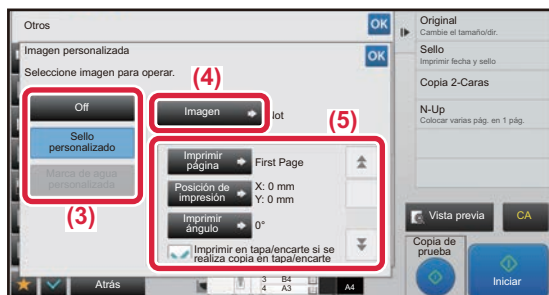 Otros
OK
Imagen personalizada
OK
Seleccione imagen para operar.
(4)
Off
Sello
personalizado
Marca de agua
personalizada
(3)
Imagen
lot
(5)
Imprimir
página
First Page
Posición de
impresión
X: 0 mm
Y: 0 mm
Imprimir
ángulo
0°
Imprimir en tapa/encarte si se
realiza copia en tapa/encarte
Atrás
3 B4
4 A3
A4
Original
Cambie el tamaño/dir.
Sello
Imprimir fecha y sello
Copia 2-Caras
N-Up
Colocar varias pág. en 1 pág.
Vista previa
CA
Copia de
prueba
Iniciar